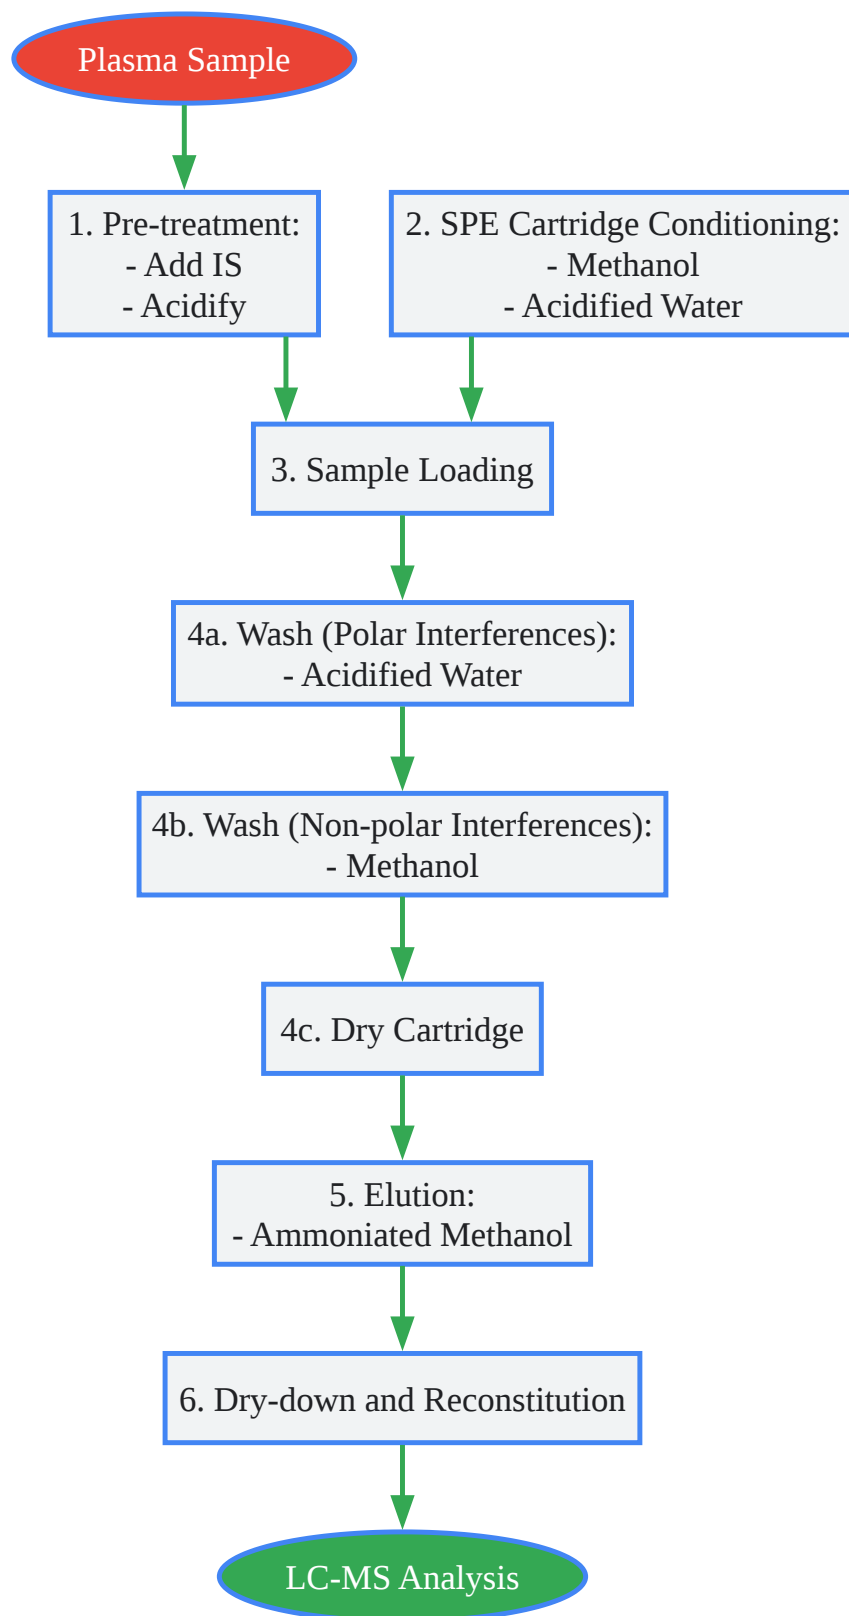 Plasma Sample
1. Pre-treatment:
- Add IS
- Acidify
2. SPE Cartridge Conditioning:
- Methanol
- Acidified Water
3. Sample Loading
4a. Wash (Polar Interferences):
- Acidified Water
4b. Wash (Non-polar Interferences):
- Methanol
4c. Dry Cartridge
5. Elution:
- Ammoniated Methanol
6. Dry-down and Reconstitution
LC-MS Analysis